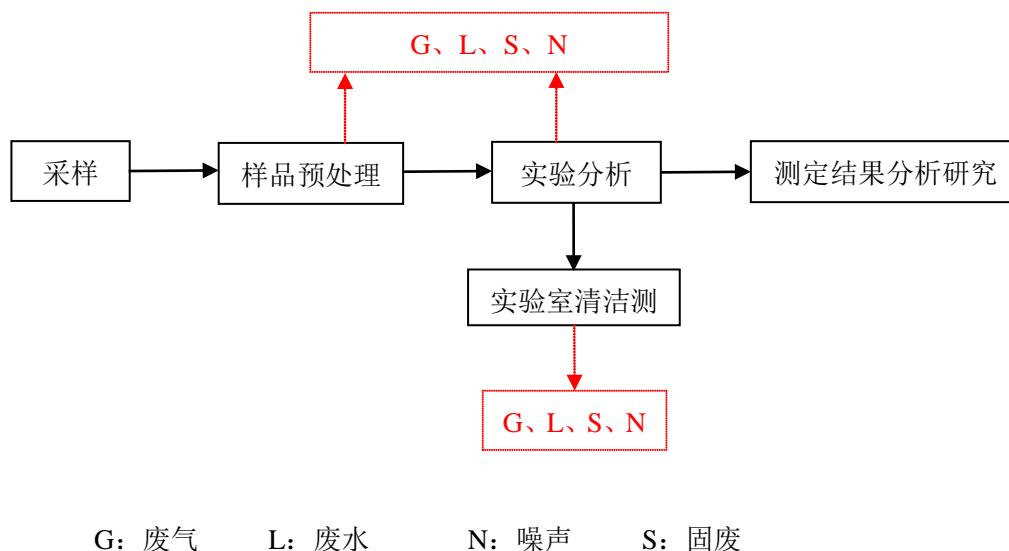 G、L、S、N
采样
样品预处理
实验分析
测定结果分析研究
实验室清洁测
G、L、S、N
G：废气 L：废水 N：噪声 S：固废